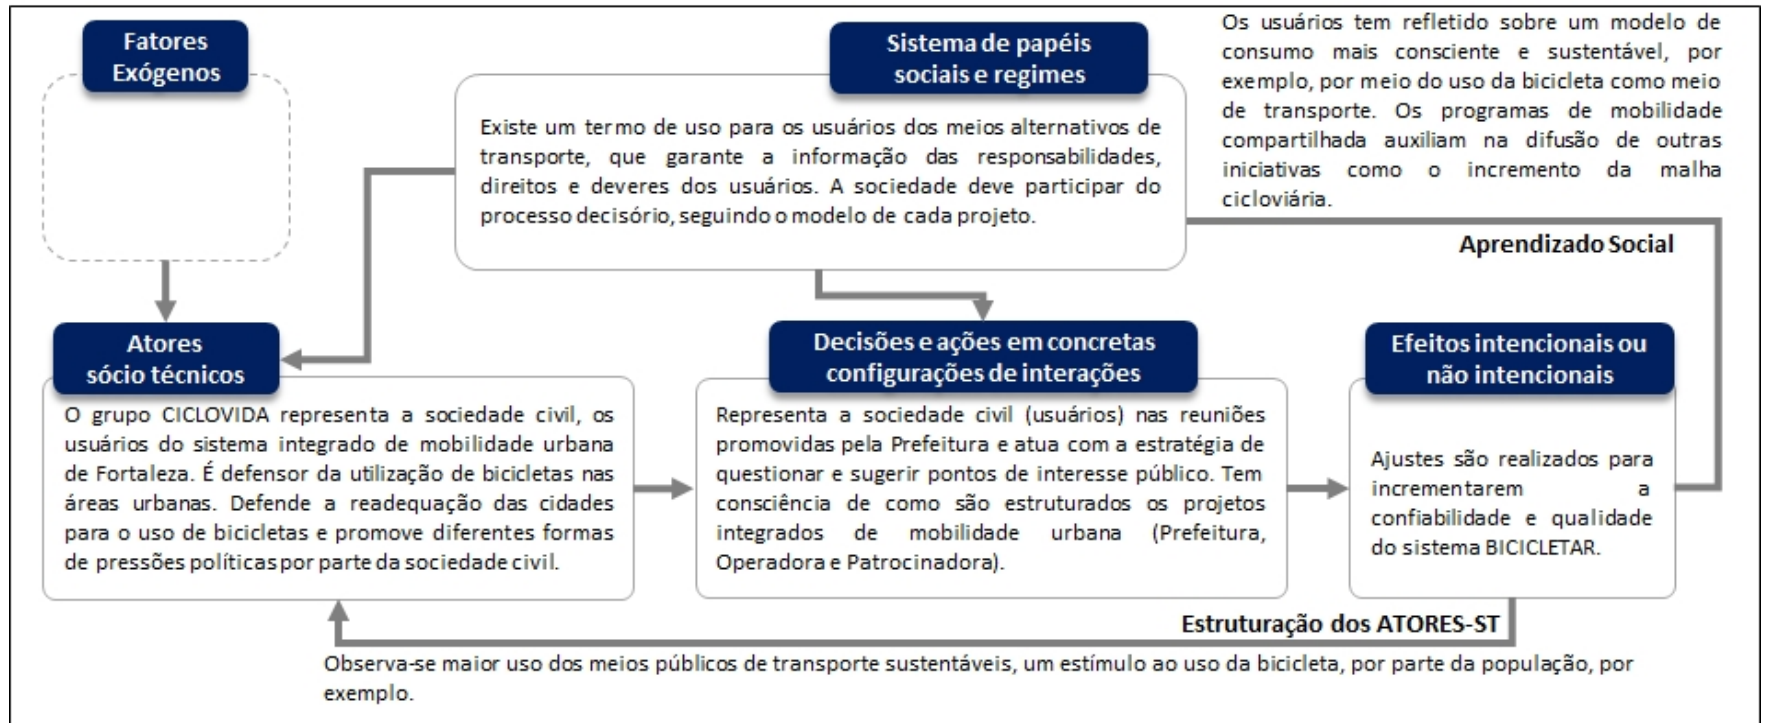 Fatores
Exógenos
Sistema de papéis
sociais e regimes
Existe um termo de uso para os usuários dos meios alternativos de
transporte, que garante a informação das responsabilidades,
direitos e deveres dos usuários. A sociedade deve participar do
processo decisório, seguindo o modelo de cada projeto.
Os usuários tem refletido sobre um modelo de
consumo mais consciente e sustentável, por
exemplo, por meio do uso da bicicleta como meio
de transporte. Os programas de mobilidade
compartilhada auxiliam na difusão de outras
iniciativas como o incremento da malha
cicloviária.
Aprendizado Social
Atores
sócio técnicos
O grupo CICLOVIDA representa a sociedade civil, os
usuários do sistema integrado de mobilidade urbana
de Fortaleza. É defensor da utilização de bicicletas nas
áreas urbanas. Defende a readequação das cidades
para o uso de bicicletas e promove diferentes formas
de pressões políticas por parte da sociedade civil.
Decisões e ações em concretas
configurações de interações
Representa a sociedade civil (usuários) nas reuniões
promovidas pela Prefeitura e atua com a estratégia de
questionar e sugerir pontos de interesse público. Tem
consciência de como são estruturados os projetos
integrados de mobilidade urbana (Prefeitura,
Operadora e Patrocinadora).
Efeitos intencionais ou
não intencionais
Ajustes são realizados para
incrementarem a
confiabilidade e qualidade
do sistema BICICLETAR.
Estruturação dos ATORES-ST
Observa-se maior uso dos meios públicos de transporte sustentáveis, um estímulo ao uso da bicicleta, por parte da população, por
exemplo.